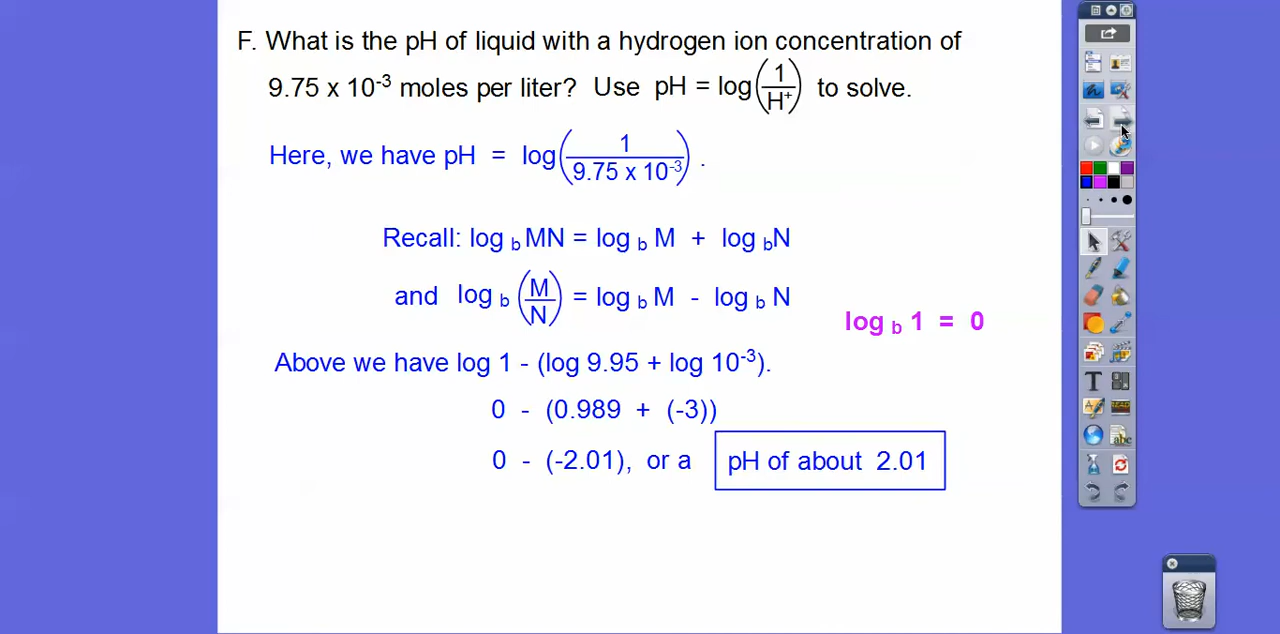 F. What is the pH of liquid with a hydrogen ion concentration of
9.75 x 10⁻³ moles per liter? Use pH = log(1/H⁺) to solve.
Here, we have pH = log(1/9.75 x 10⁻³) .
Recall: log b MN = log b M + log b N
and log b (M/N) = log b M - log b N
log b 1 = 0
Above we have log 1 - (log 9.95 + log 10⁻³).
0 - (0.989 + (-3))
0 - (-2.01), or a pH of about 2.01